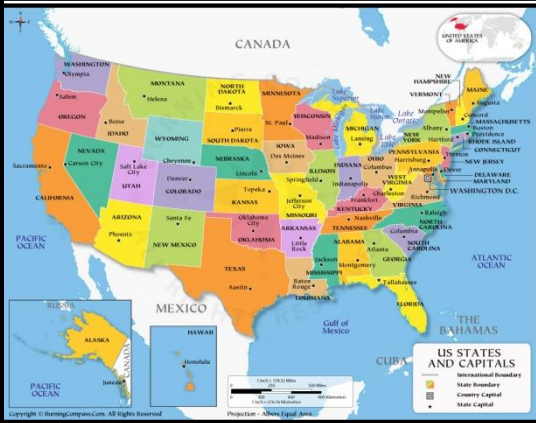 UNITED STATES
OF AMERICA
CANADA
WASHINGTON
Olympia
MONTANA
Helena
NORTH
DAKOTA
Bismarck
MINNESOTA
St. Paul
Lake
Superior
Lake
Huron
Lake
Ontario
NEW
HAMPSHIRE
VERMONT
MAINE
Augusta
Montpelier
Concord
MASSACHUSETTS
Boston
Providence
RHODE ISLAND
CONNECTICUT
Salem
OREGON
Boise
IDAHO
WYOMING
Cheyenne
Pierre
SOUTH DAKOTA
WISCONSIN
Madison
MICHIGAN
Lansing
Albany
NEW
YORK
Hartford
PENNSYLVANIA
Harrisburg
Trenton
NEW JERSEY
NEVADA
Carson City
Sacramento
CALIFORNIA
Salt Lake
City
UTAH
Denver
COLORADO
NEBRASKA
Lincoln
IOWA
Des Moines
ILLINOIS
Springfield
INDIANA
Indianapolis
OHIO
Columbus
WEST
VIRGINIA
Charleston
Annapolis
Dover
DELAWARE
MARYLAND
WASHINGTON D.C.
Richmond
VIRGINIA
Topeka
KANSAS
Jefferson
City
MISSOURI
Frankfort
KENTUCKY
Nashville
TENNESSEE
Raleigh
NORTH
CAROLINA
Columbia
SOUTH
CAROLINA
ARIZONA
Phoenix
Santa Fe
NEW MEXICO
Oklahoma
City
OKLAHOMA
ARKANSAS
Little
Rock
ALABAMA
Montgomery
Atlanta
GEORGIA
TEXAS
Austin
Jackson
MISSISSIPPI
Baton
Rouge
LOUISIANA
Tallahassee
FLORIDA
PACIFIC
OCEAN
ATLANTIC
OCEAN
MEXICO
Gulf of
Mexico
THE
BAHAMAS
CUBA
RUSSIA
ALASKA
CANADA
Juneau
PACIFIC
OCEAN
HAWAII
Honolulu
US STATES
AND CAPITALS
International Boundary
State Boundary
Country Capital
State Capital
Copyright © BurningCompass.Com. All Rights Reserved
Projection - Albers Equal Area